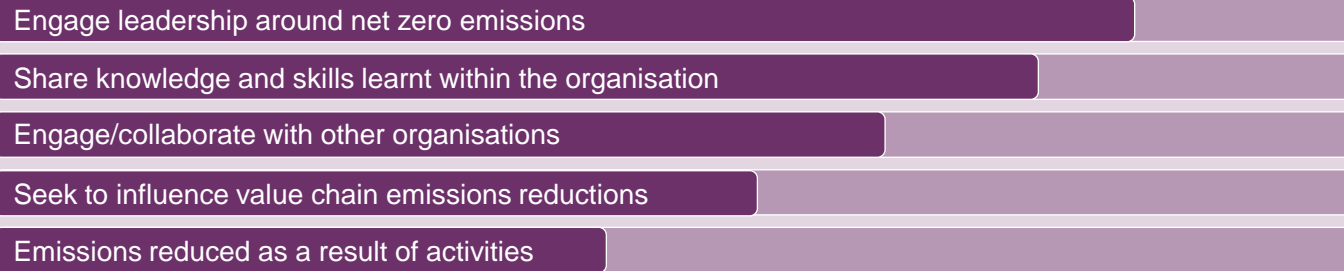 Engage leadership around net zero emissions
Share knowledge and skills learnt within the organisation
Engage/collaborate with other organisations
Seek to influence value chain emissions reductions
Emissions reduced as a result of activities